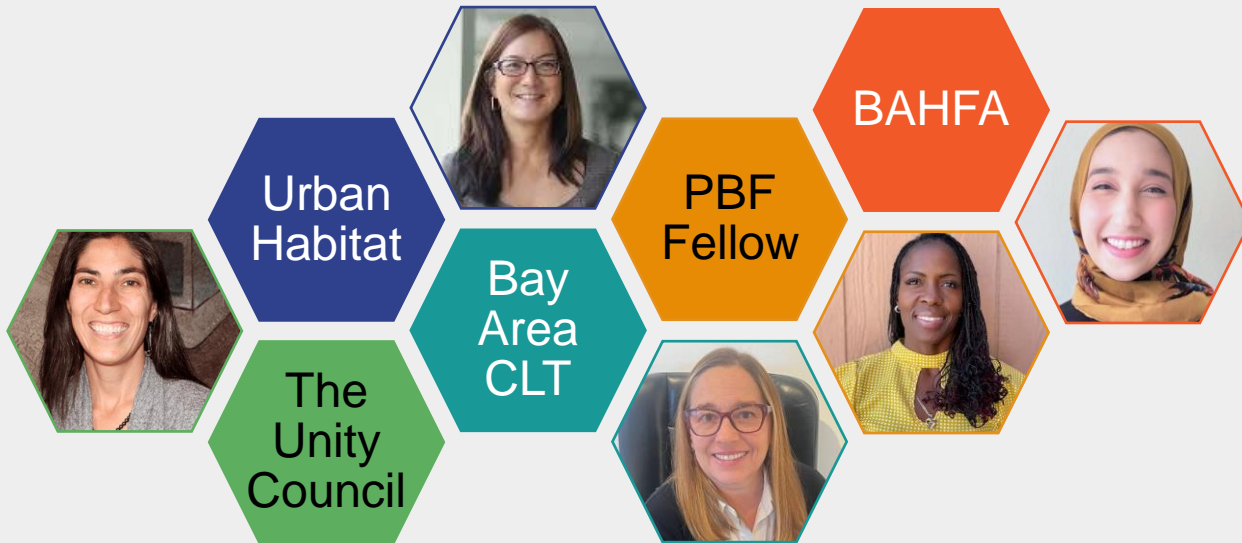 Urban
Habitat
The
Unity
Council
Bay
Area
CLT
PBF
Fellow
BAHFA